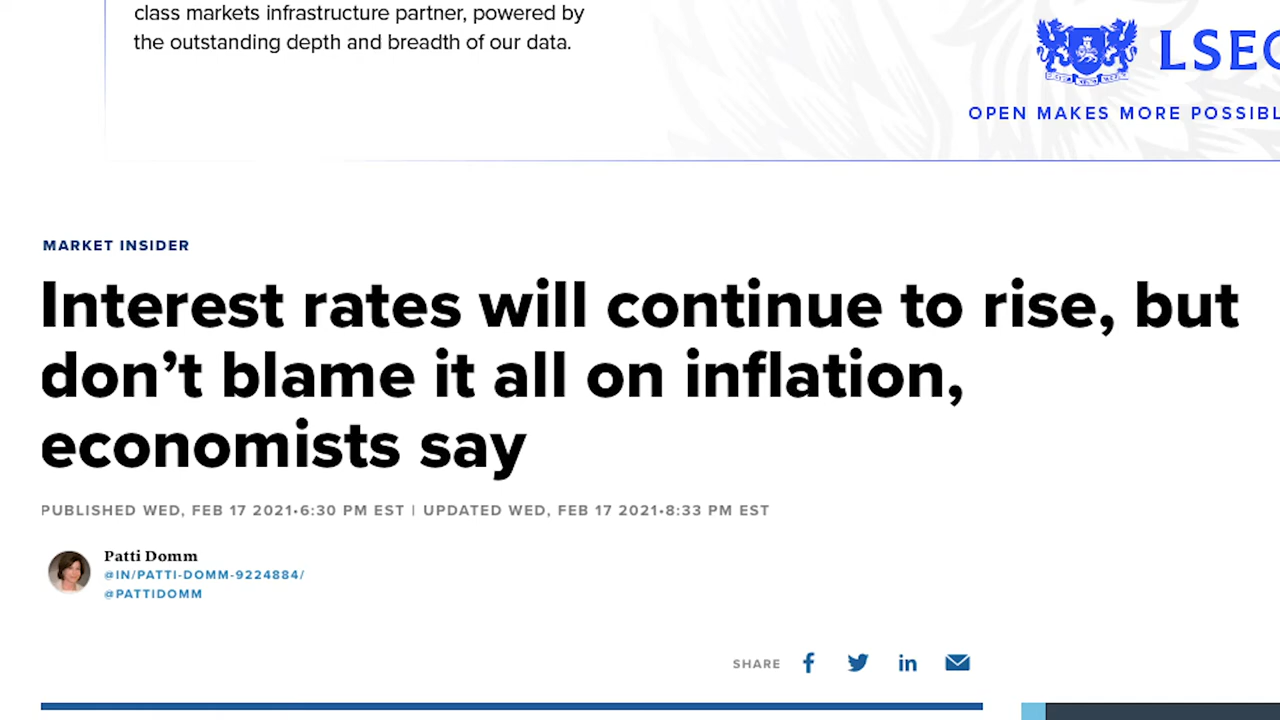 class markets infrastructure partner, powered by
the outstanding depth and breadth of our data.
LSEG
OPEN MAKES MORE POSSIBL
MARKET INSIDER
Interest rates will continue to rise, but
don’t blame it all on inflation,
economists say
PUBLISHED WED, FEB 17 2021•6:30 PM EST | UPDATED WED, FEB 17 2021•8:33 PM EST
Patti Domm
@IN/PATTI-DOMM-9224884/
@PATTIDOMM
SHARE